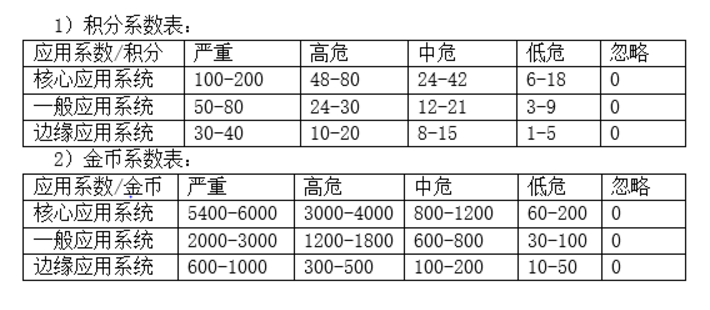 1）积分系数表：
应用系数/积分 严重 高危 中危 低危 忽略
核心应用系统 100-200 48-80 24-42 6-18 0
一般应用系统 50-80 24-30 12-21 3-9 0
边缘应用系统 30-40 10-20 8-15 1-5 0
2）金币系数表：
应用系数/金币 严重 高危 中危 低危 忽略
核心应用系统 5400-6000 3000-4000 800-1200 60-200 0
一般应用系统 2000-3000 1200-1800 600-800 30-100 0
边缘应用系统 600-1000 300-500 100-200 10-50 0